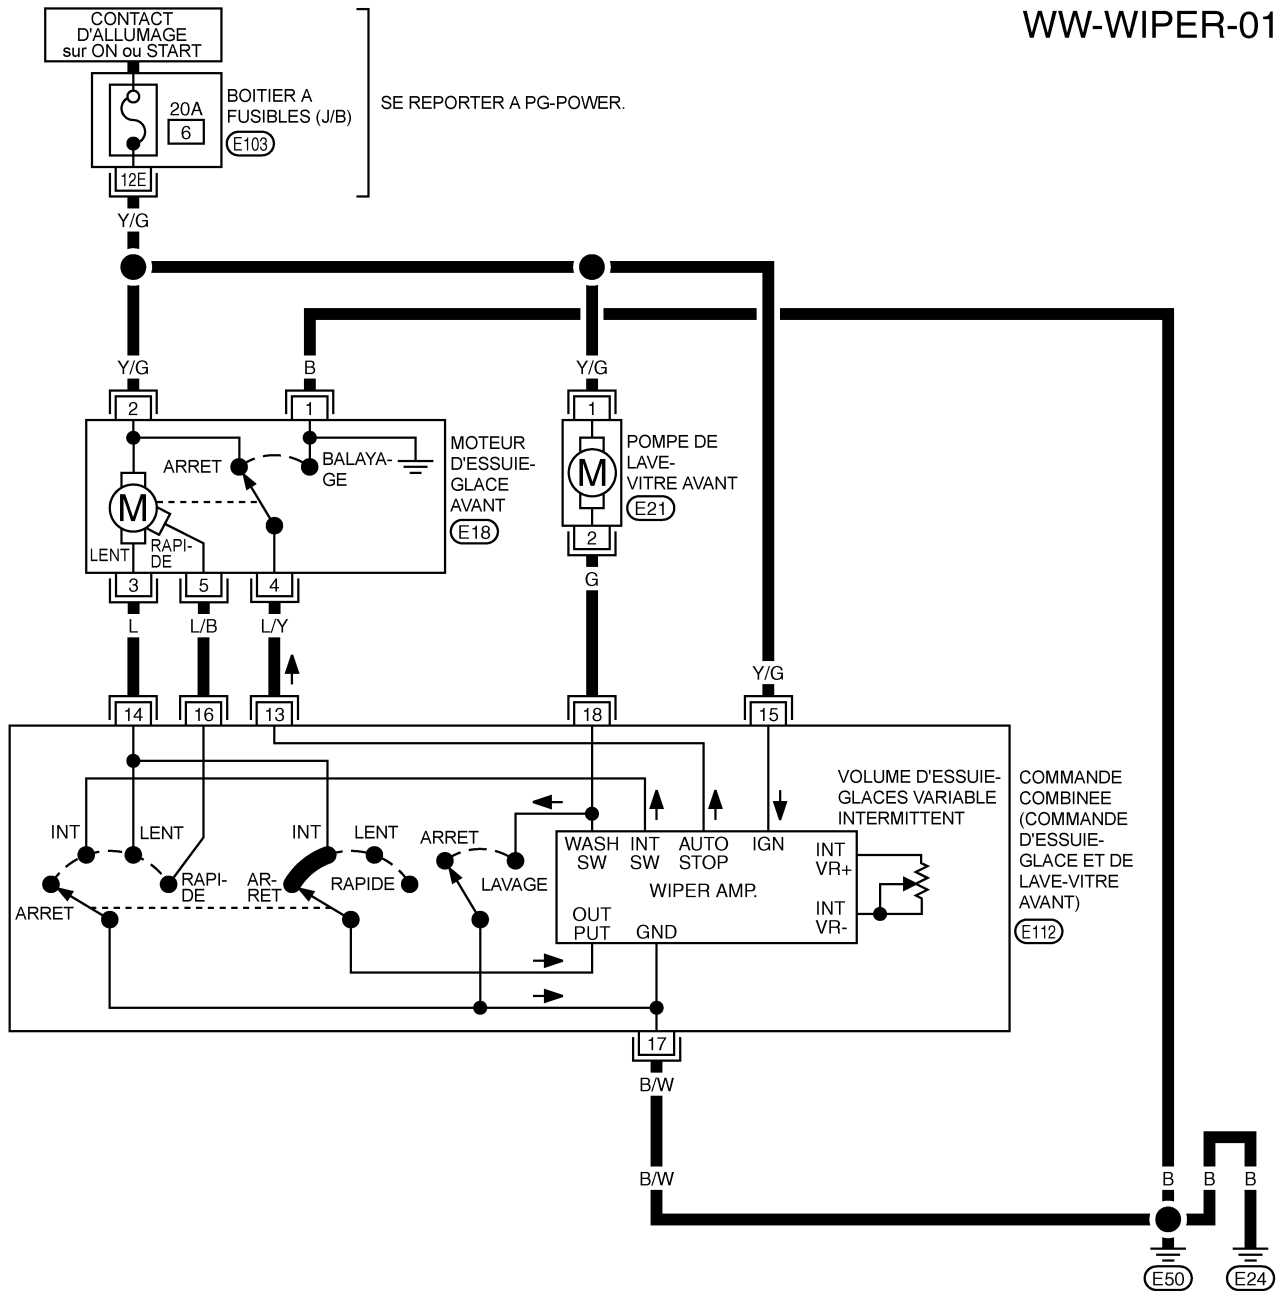 WW-WIPER-01
CONTACT
D'ALLUMAGE
sur ON ou START
20A
6
BOITIER A
FUSIBLES (J/B)
E103
SE REPORTER A PG-POWER.
12E
Y/G
Y/G
B
Y/G
2
1
1
ARRET
BALAYA-
GE
M
LENT
RAPI-
DE
MOTEUR
D'ESSUIE-
GLACE
AVANT
E18
M
POMPE DE
LAVE-
VITRE AVANT
E21
2
3
5
4
G
L
L/B
L/Y
Y/G
14
16
13
18
15
INT
LENT
RAPI-
DE
ARRET
INT
LENT
AR-
RET
RAPIDE
ARRET
LAVAGE
WASH
SW
INT
SW
AUTO
STOP
IGN
WIPER AMP.
OUT
PUT
GND
INT
VR+
INT
VR-
VOLUME D'ESSUIE-
GLACES VARIABLE
INTERMITTENT
COMMANDE
COMBINEE
(COMMANDE
D'ESSUIE-
GLACE ET DE
LAVE-VITRE
AVANT)
E112
17
B/W
B/W
B
B
B
E50
E24